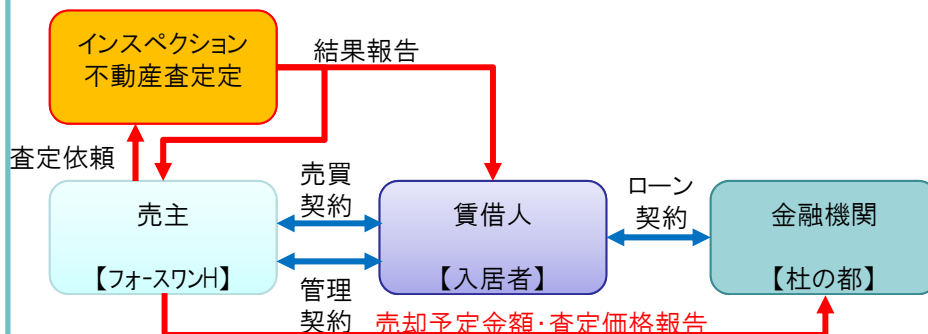 インスペクション
不動産査定定
結果報告
査定依頼
売主
【フォースワンH】
売買
契約
管理
契約
賃借人
【入居者】
ローン
契約
金融機関
【杜の都】
売却予定金額・査定価格報告